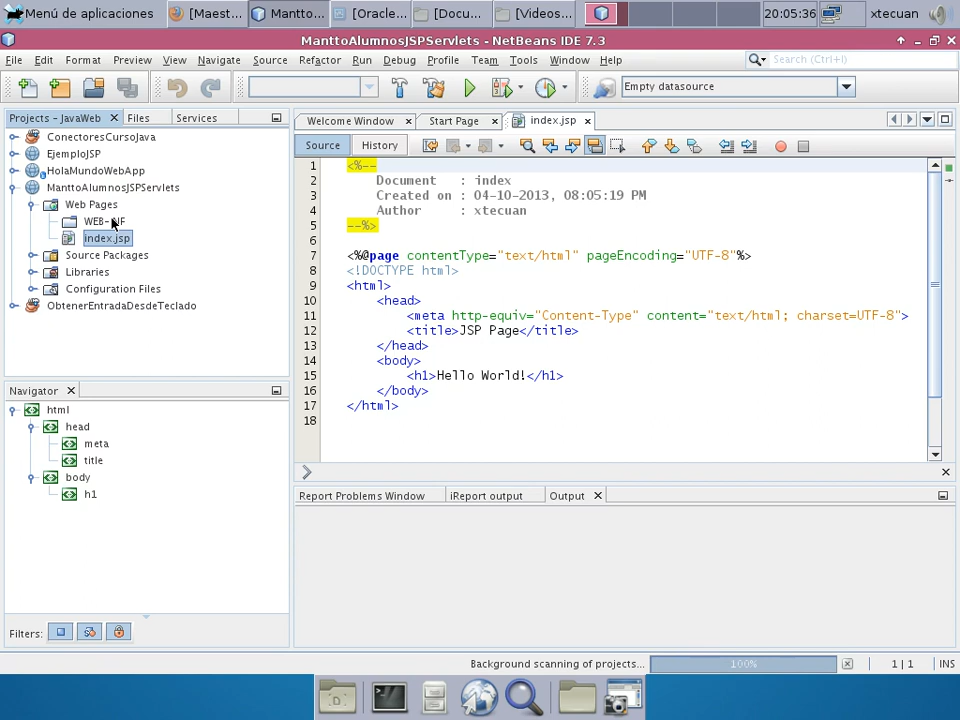 Menú de aplicaciones
[Maest...
Mantto...
[Oracle...
[Docu...
[Videos...
20:05:36
xtecuan
ManttoAlumnosJSPServlets - NetBeans IDE 7.3
File Edit Format Preview View Navigate Source Refactor Run Debug Profile Team Tools Window Help
Search (Ctrl+I)
Empty datasource
Projects - JavaWeb
Files
Services
ConectoresCursoJava
EjemploJSP
HolaMundoWebApp
ManttoAlumnosJSPServlets
Web Pages
WEB-INF
index.jsp
Source Packages
Libraries
Configuration Files
ObtenerEntradaDesdeTeclado
Navigator
html
head
meta
title
body
h1
Filters:
Welcome Window
Start Page
index.jsp
Source
History
1 <%--
2 Document : index
3 Created on : 04-10-2013, 08:05:19 PM
4 Author : xtecuan
5 --%>
6
7 <%@page contentType="text/html" pageEncoding="UTF-8"%>
8 <!DOCTYPE html>
9 <html>
10 <head>
11 <meta http-equiv="Content-Type" content="text/html; charset=UTF-8">
12 <title>JSP Page</title>
13 </head>
14 <body>
15 <h1>Hello World!</h1>
16 </body>
17 </html>
18
Report Problems Window
iReport output
Output
Background scanning of projects...
100%
1|1
INS